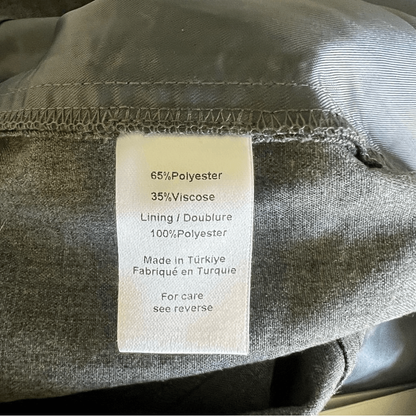 65%Polyester
35%Viscose
Lining / Doublure
100%Polyester
Made in Türkiye
Fabriqué en Turquie
For care
see reverse